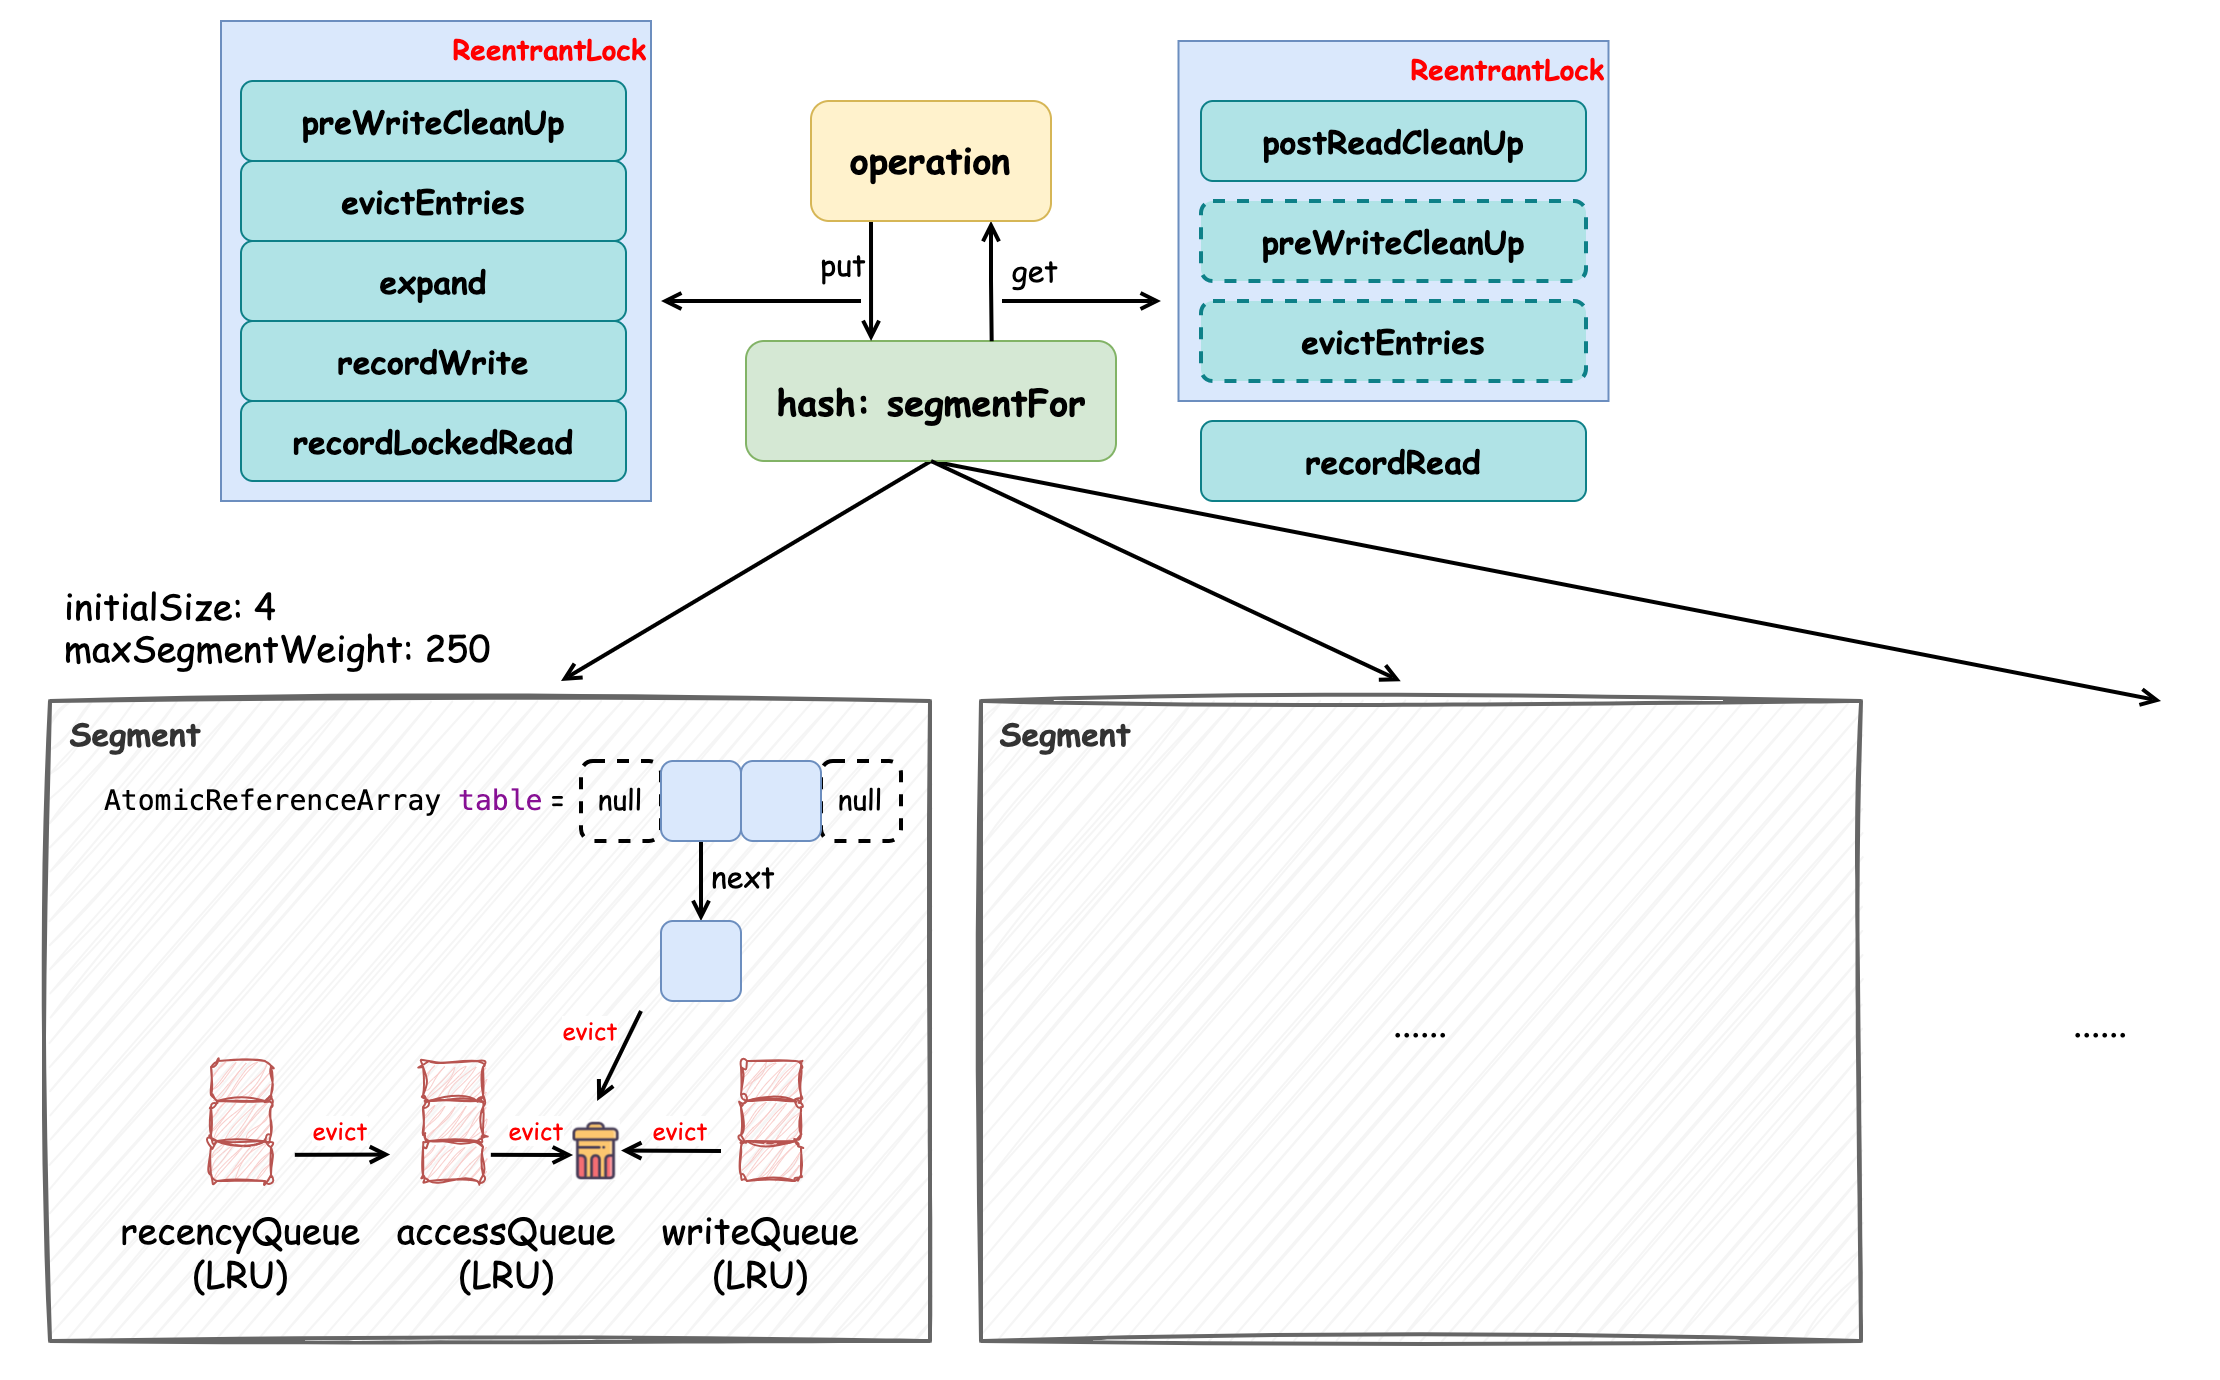 ReentrantLock
preWriteCleanUp
evictEntries
expand
recordWrite
recordLockedRead
operation
put
get
hash: segmentFor
ReentrantLock
postReadCleanUp
preWriteCleanUp
evictEntries
recordRead
initialSize: 4
maxSegmentWeight: 250
Segment
AtomicReferenceArray table = null null
next
evict
evict evict evict
recencyQueue
(LRU)
accessQueue
(LRU)
writeQueue
(LRU)
Segment
......
......